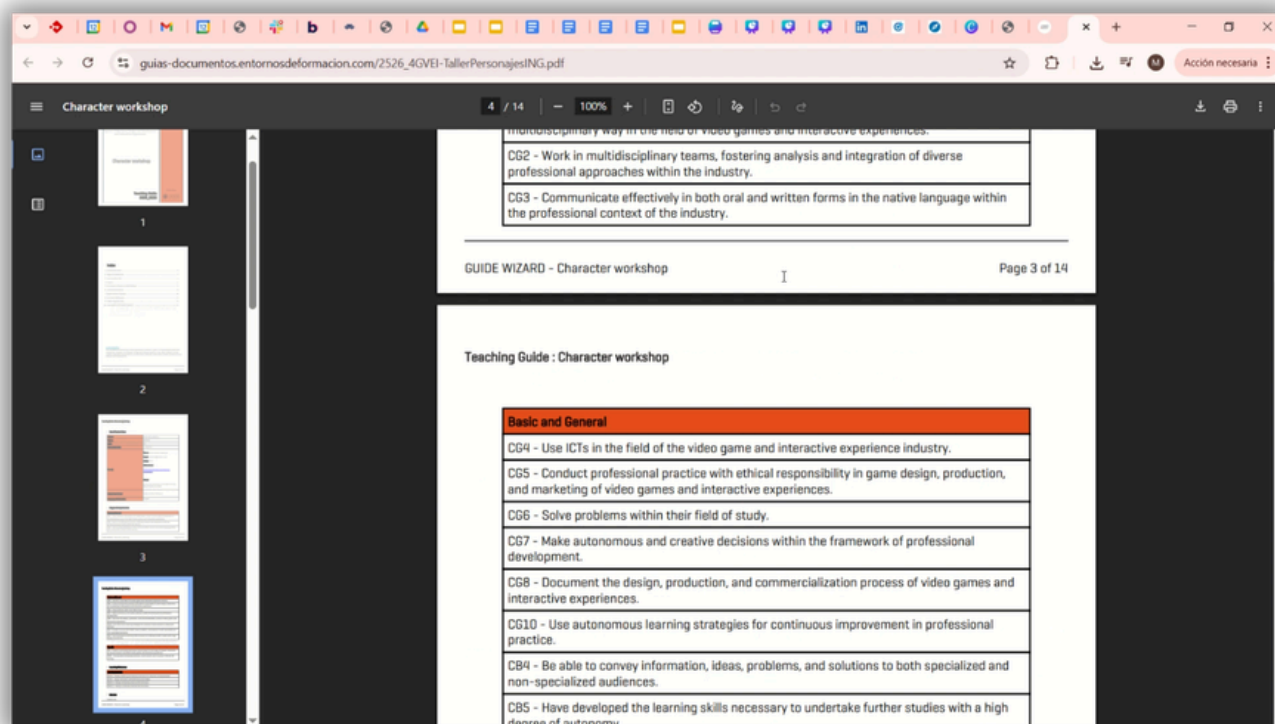 guias-documentos.entornosdeformacion.com/2526_4GVEI-TallerPersonajesING.pdf
Acción necesaria
Character workshop
4 / 14
100%
Character workshop
1
2
3
multidisciplinary way in the field of video games and interactive experiences.
CG2 - Work in multidisciplinary teams, fostering analysis and integration of diverse
professional approaches within the industry.
CG3 - Communicate effectively in both oral and written forms in the native language within
the professional context of the industry.
GUIDE WIZARD - Character workshop
Page 3 of 14
Teaching Guide : Character workshop
Basic and General
CG4 - Use ICTs in the field of the video game and interactive experience industry.
CG5 - Conduct professional practice with ethical responsibility in game design, production,
and marketing of video games and interactive experiences.
CG6 - Solve problems within their field of study.
CG7 - Make autonomous and creative decisions within the framework of professional
development.
CG8 - Document the design, production, and commercialization process of video games and
interactive experiences.
CG10 - Use autonomous learning strategies for continuous improvement in professional
practice.
CB4 - Be able to convey information, ideas, problems, and solutions to both specialized and
non-specialized audiences.
CB5 - Have developed the learning skills necessary to undertake further studies with a high
degree of autonomy.